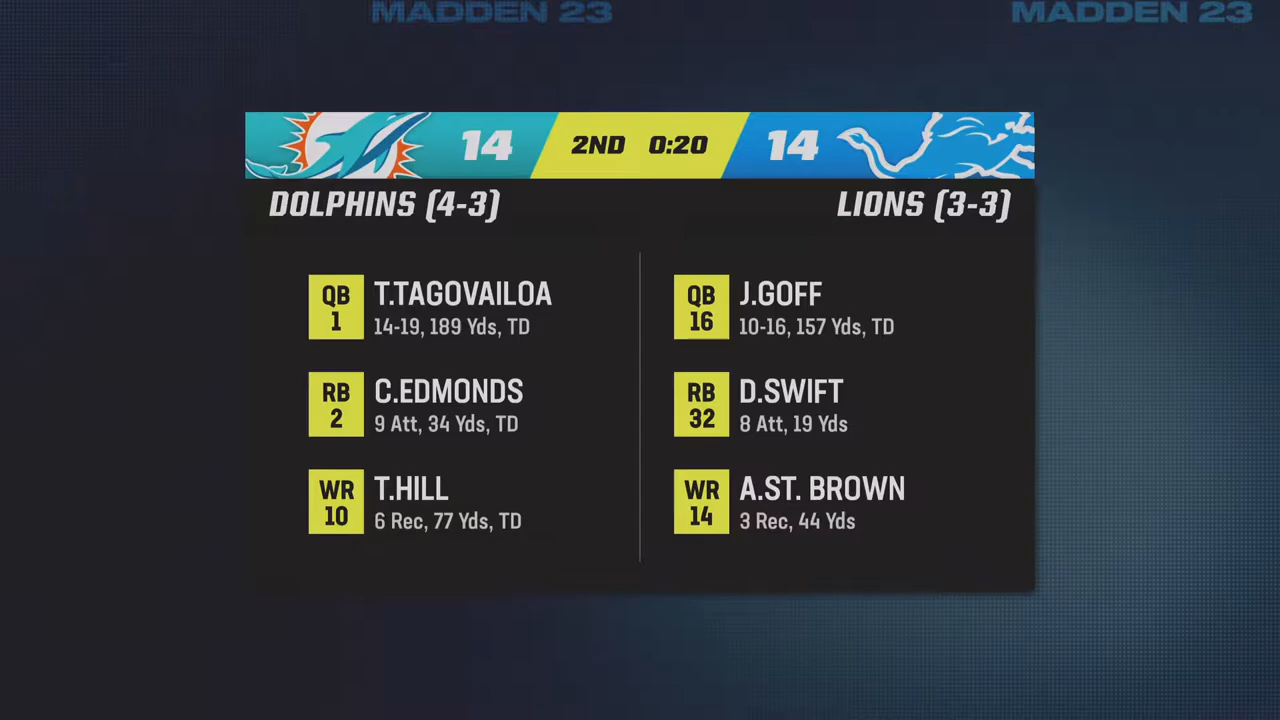 MADDEN 23 MADDEN 23
14 2ND 0:20 14
DOLPHINS (4-3) LIONS (3-3)
QB 1
T.TAGOVAILOA
14-19, 189 Yds, TD
RB 2
C.EDMONDS
9 Att, 34 Yds, TD
WR 10
T.HILL
6 Rec, 77 Yds, TD
QB 16
J.GOFF
10-16, 157 Yds, TD
RB 32
D.SWIFT
8 Att, 19 Yds
WR 14
A.ST. BROWN
3 Rec, 44 Yds